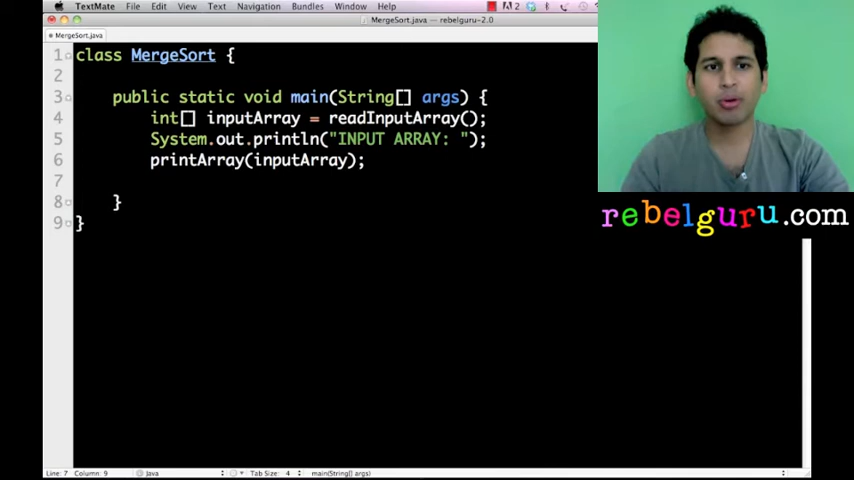 TextMate File Edit View Text Navigation Bundles Window Help
MergeSort.java — rebelguru-2.0
MergeSort.java
1 class MergeSort {
2
3 public static void main(String[] args) {
4 int[] inputArray = readInputArray();
5 System.out.println("INPUT ARRAY: ");
6 printArray(inputArray);
7
8 }
9 }
rebelguru.com
Line: 7 Column: 9 Java Tab Size: 4 main(String[] args)